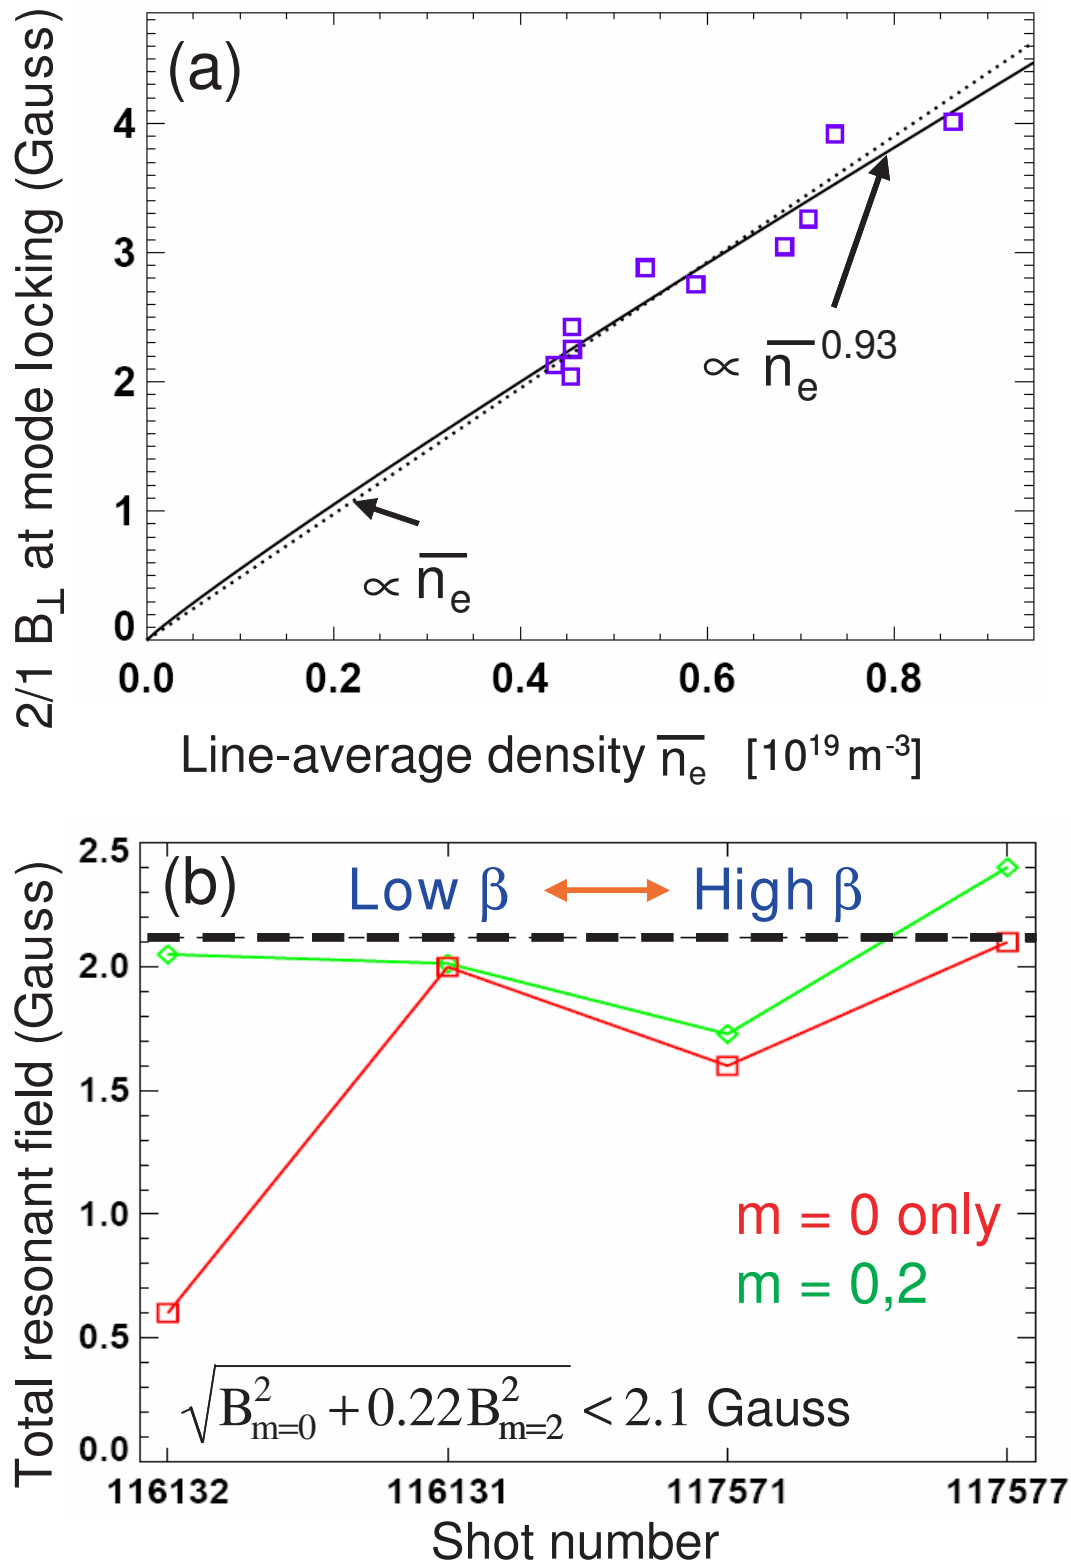 (a)
2/1 B⊥ at mode locking (Gauss)
4
3
2
1
0
∝ n̅ₑ^0.93
∝ n̅ₑ
0.0 0.2 0.4 0.6 0.8
Line-average density n̅ₑ [10¹⁹ m⁻³]
(b)
Total resonant field (Gauss)
2.5
2.0
1.5
1.0
0.5
0.0
Low β High β
m = 0 only
m = 0,2
√(B²ₘ₌₀ + 0.22B²ₘ₌₂) < 2.1 Gauss
116132 116131 117571 117577
Shot number